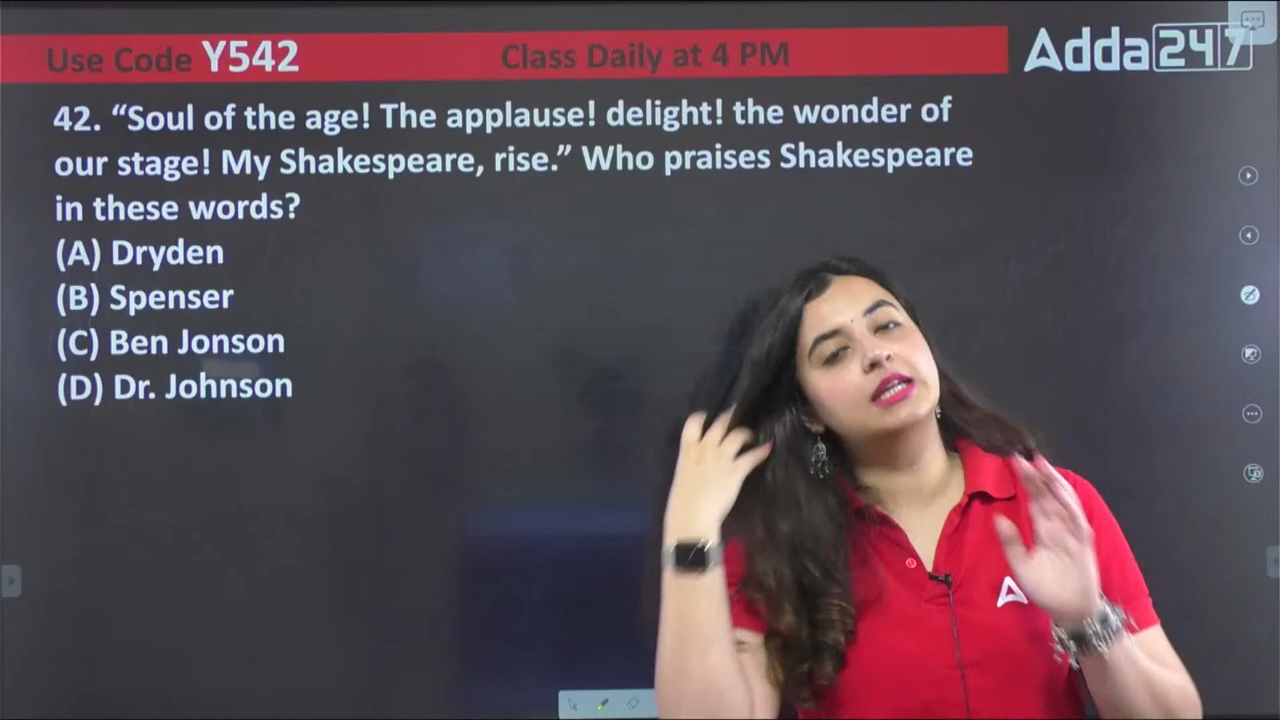 Use Code Y542 Class Daily at 4 PM
Adda247
42. “Soul of the age! The applause! delight! the wonder of
our stage! My Shakespeare, rise.” Who praises Shakespeare
in these words?
(A) Dryden
(B) Spenser
(C) Ben Jonson
(D) Dr. Johnson